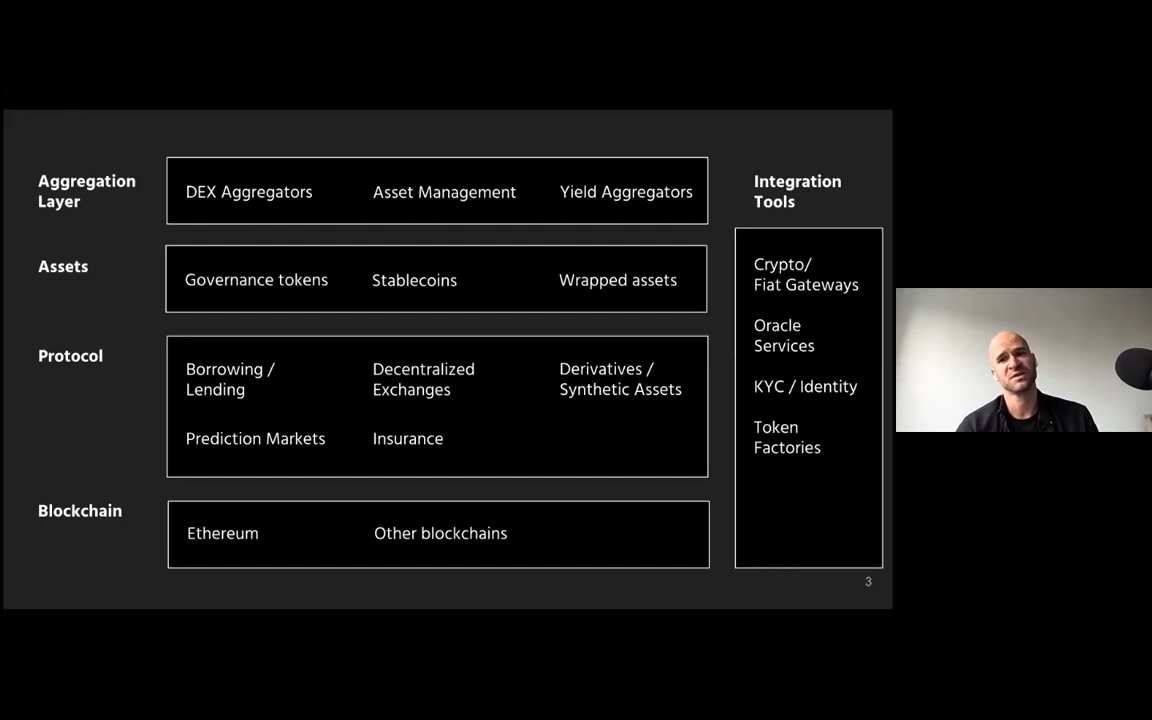 Aggregation
Layer
DEX Aggregators
Asset Management
Yield Aggregators
Assets
Governance tokens
Stablecoins
Wrapped assets
Protocol
Borrowing /
Lending
Decentralized
Exchanges
Derivatives /
Synthetic Assets
Prediction Markets
Insurance
Blockchain
Ethereum
Other blockchains
Integration
Tools
Crypto/
Fiat Gateways
Oracle
Services
KYC / Identity
Token
Factories
3